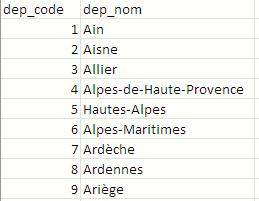 dep_code dep_nom
1 Ain
2 Aisne
3 Allier
4 Alpes-de-Haute-Provence
5 Hautes-Alpes
6 Alpes-Maritimes
7 Ardèche
8 Ardennes
9 Ariège